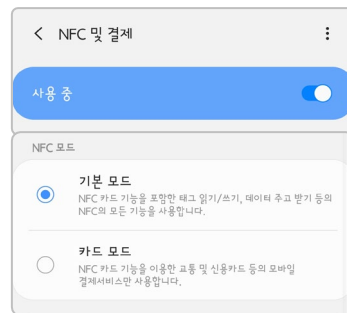 NFC 및 결제
사용 중
NFC 모드
기본 모드
NFC 카드 기능을 포함한 태그 읽기/쓰기, 데이터 주고 받기 등의
NFC의 모든 기능을 사용합니다.
카드 모드
NFC 카드 기능을 이용한 교통 및 신용카드 등의 모바일
결제서비스만 사용합니다.